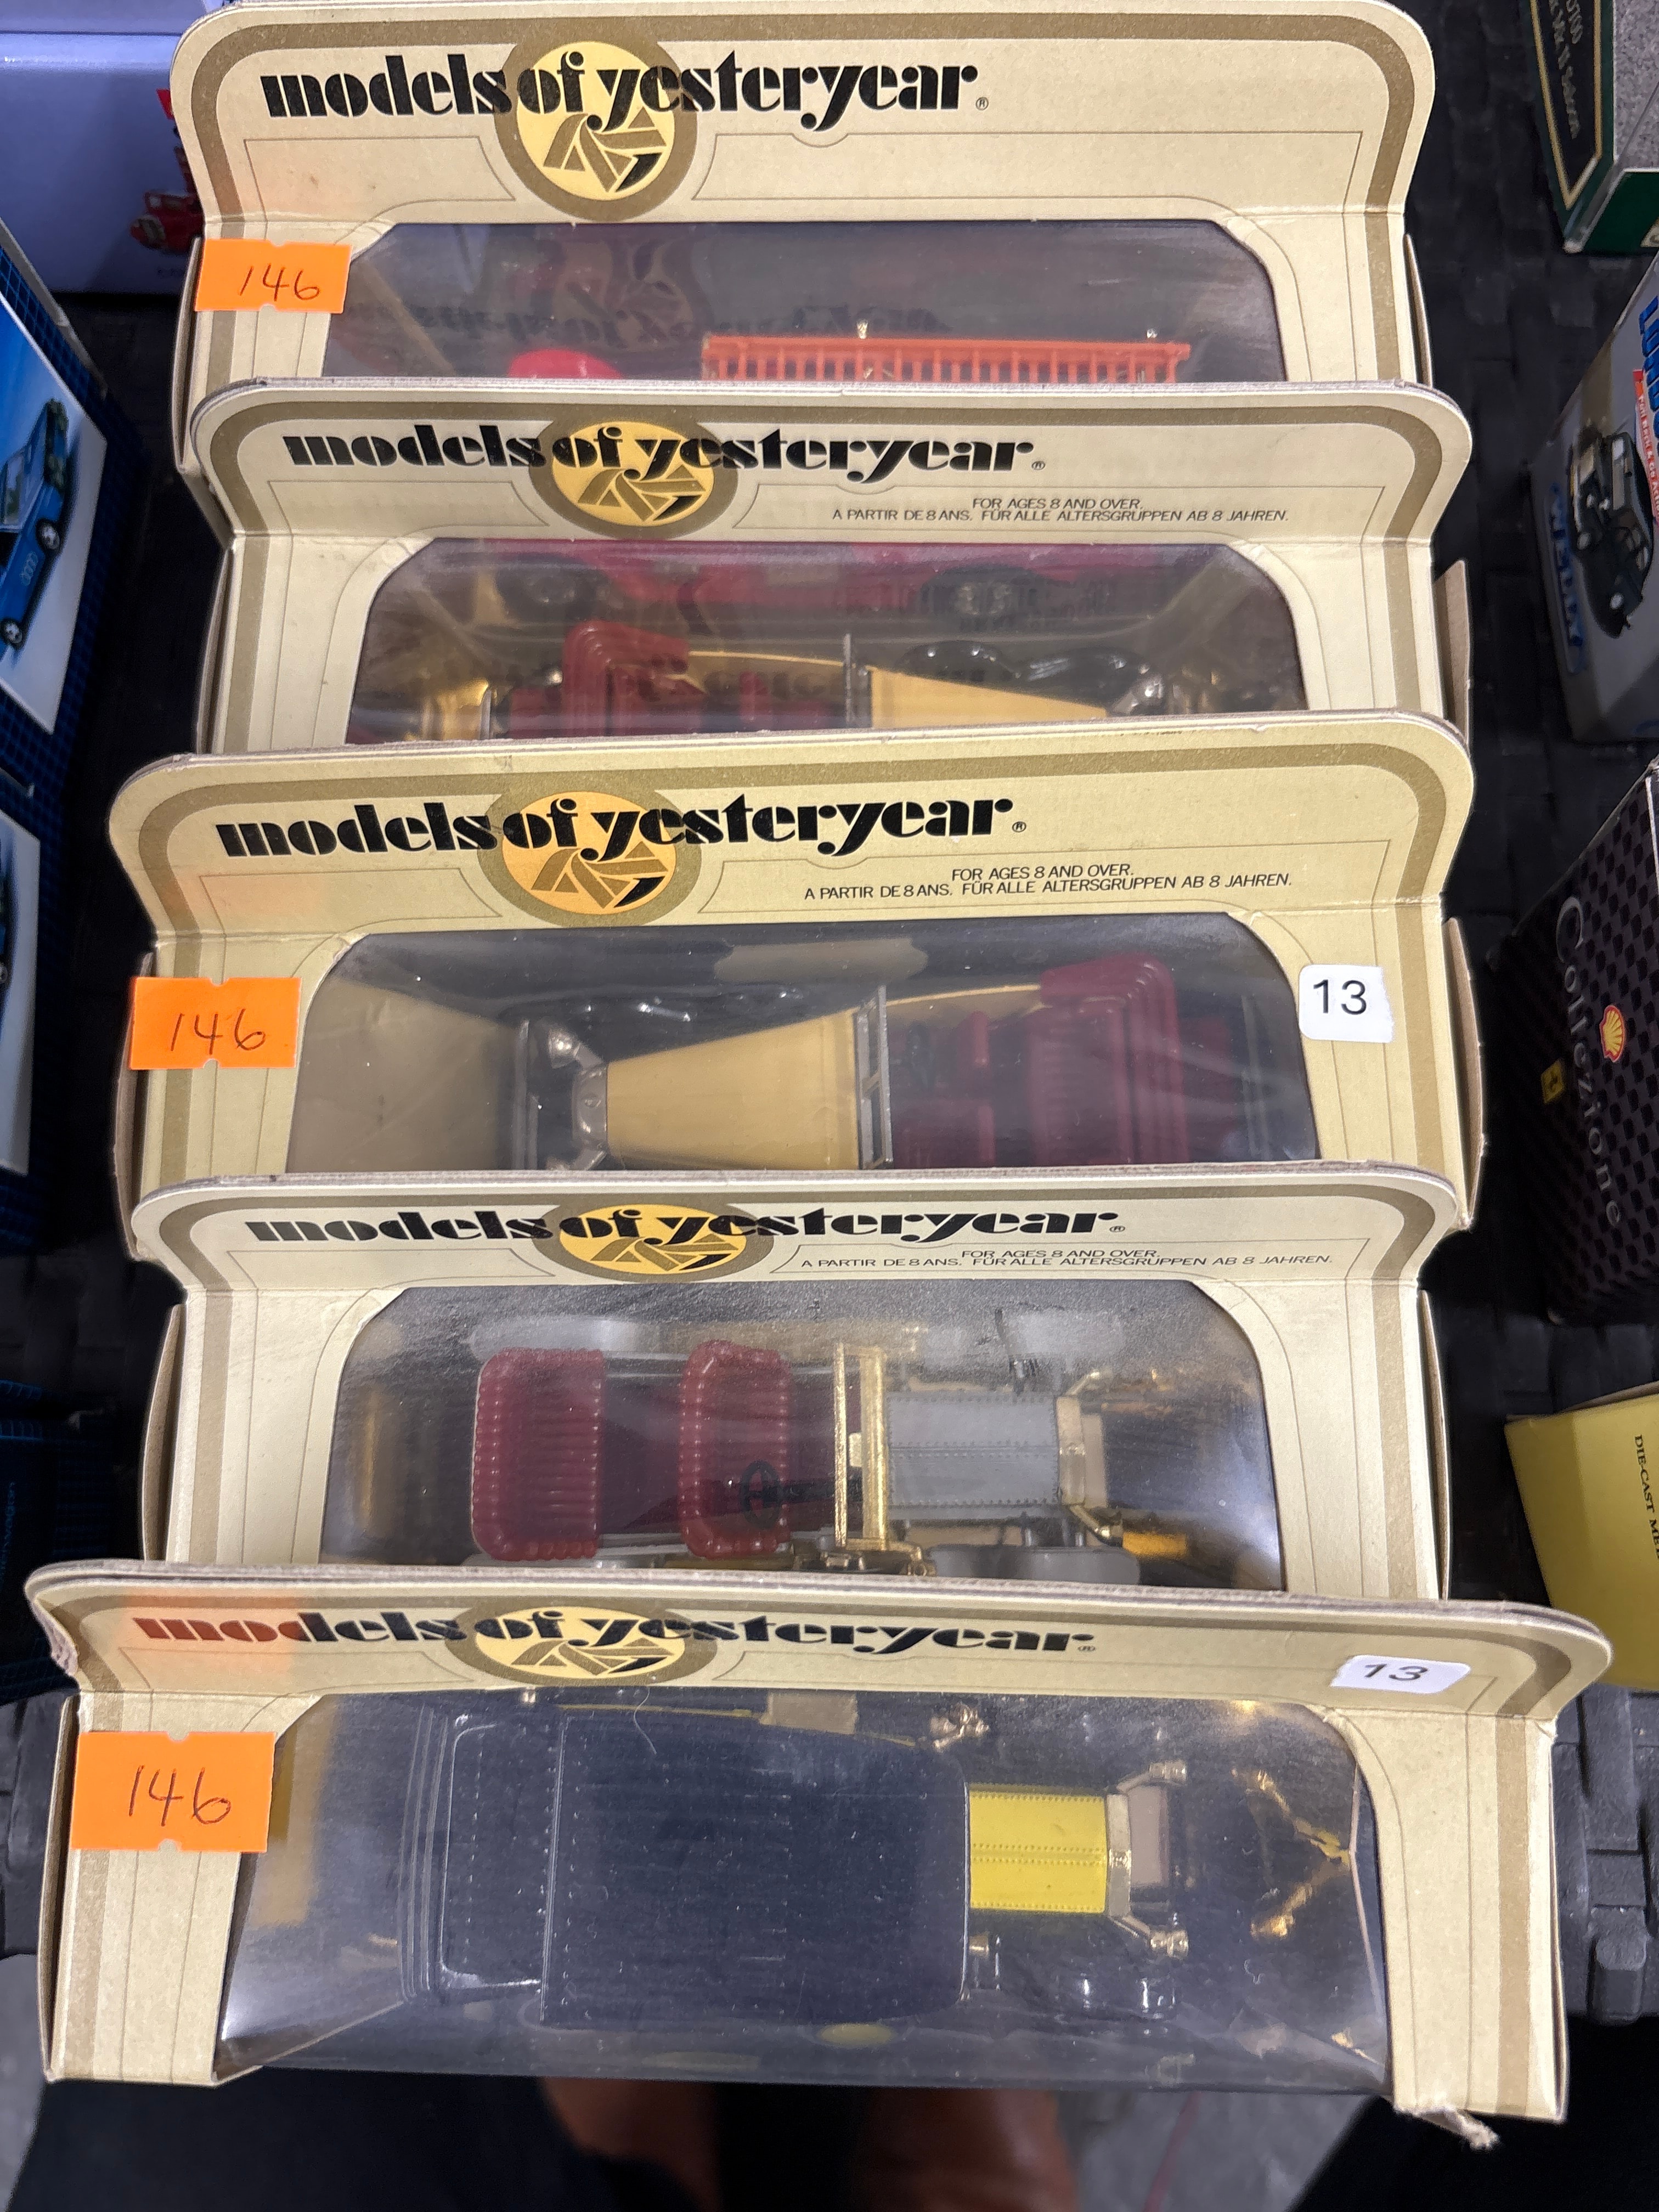 models of yesteryear®
146
models of yesteryear®
FOR AGES 8 AND OVER.
A PARTIR DE 8 ANS. FÜR ALLE ALTERSGRUPPEN AB 8 JAHREN.
models of yesteryear®
FOR AGES 8 AND OVER.
A PARTIR DE 8 ANS. FÜR ALLE ALTERSGRUPPEN AB 8 JAHREN.
13
146
models of yesteryear®
FOR AGES 8 AND OVER.
A PARTIR DE 8 ANS. FÜR ALLE ALTERSGRUPPEN AB 8 JAHREN.
models of yesteryear®
13
146
Collezione
DIE-CAST